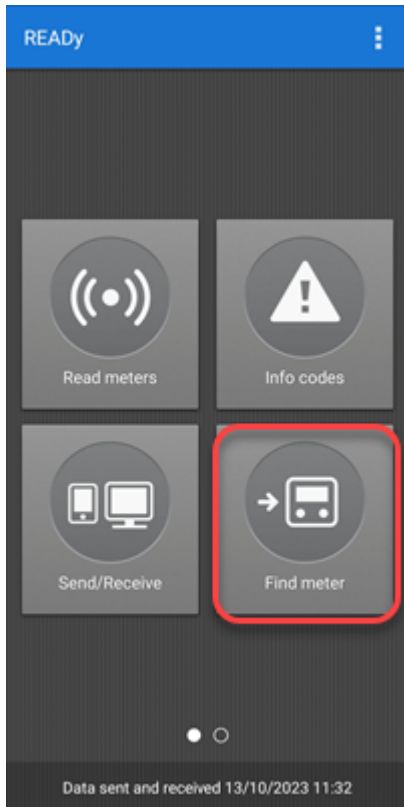 READy
Read meters
Info codes
Send/Receive
Find meter
Data sent and received 13/10/2023 11:32